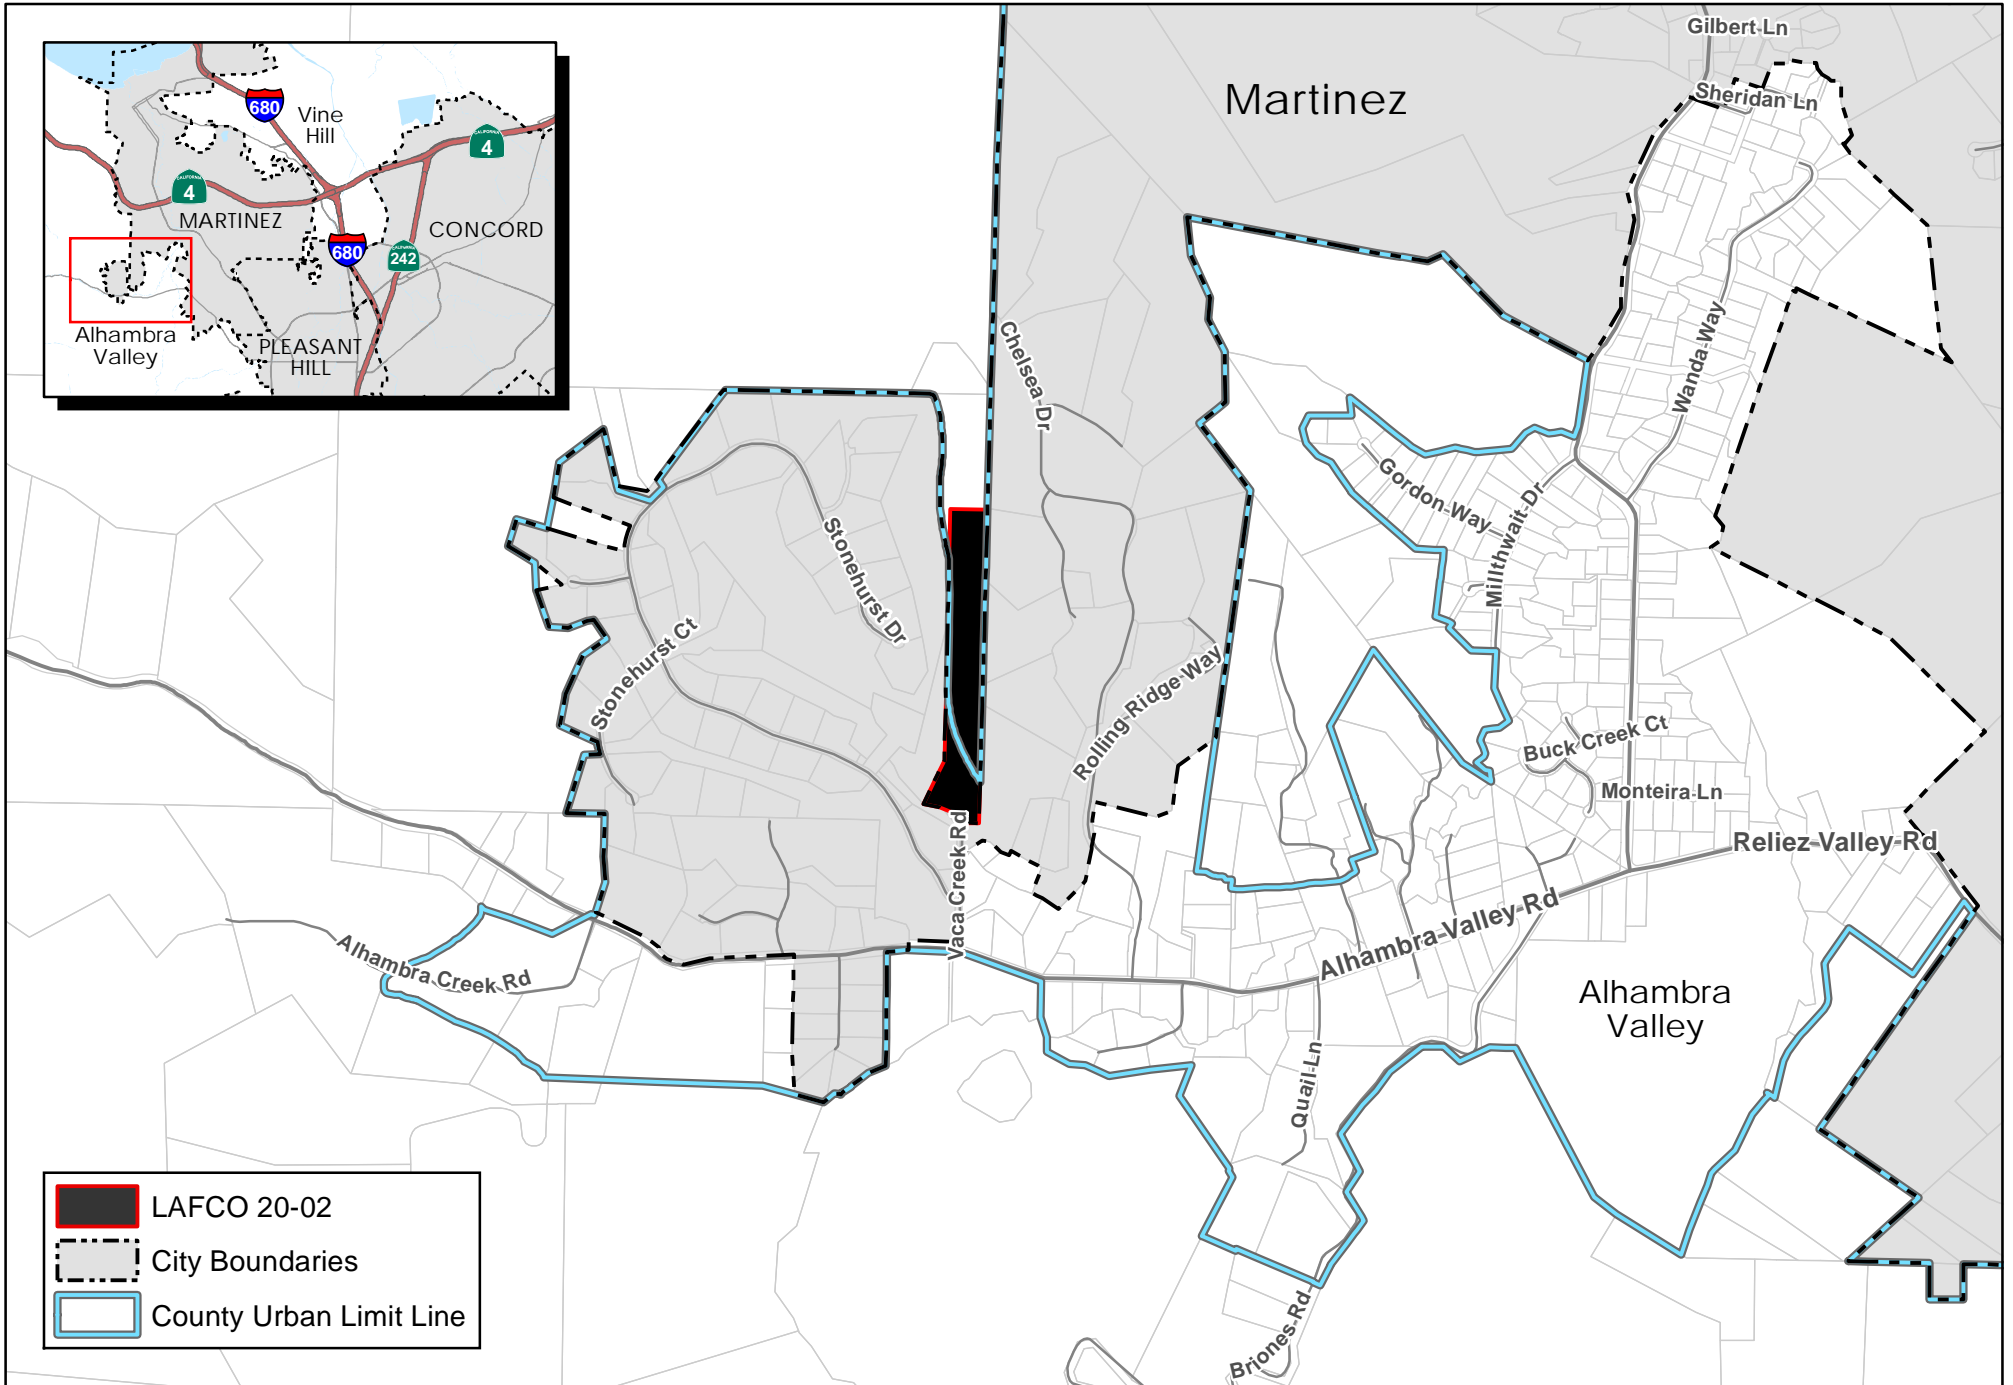 Gilbert Ln
Martinez
Sheridan Ln
680
Vine
Hill
CALIFORNIA
4
CALIFORNIA
4
MARTINEZ
CONCORD
680
CALIFORNIA
242
Alhambra
Valley
PLEASANT
HILL
Chelsea Dr
Wanda Way
Gordon Way
Millthwait Dr
Stonehurst Dr
Stonehurst Ct
Rolling Ridge Way
Buck Creek Ct
Monteira Ln
Reliez Valley Rd
Vaca Creek Rd
Alhambra Valley Rd
Alhambra Creek Rd
Alhambra
Valley
Quail Ln
Briones Rd
LAFCO 20-02
City Boundaries
County Urban Limit Line